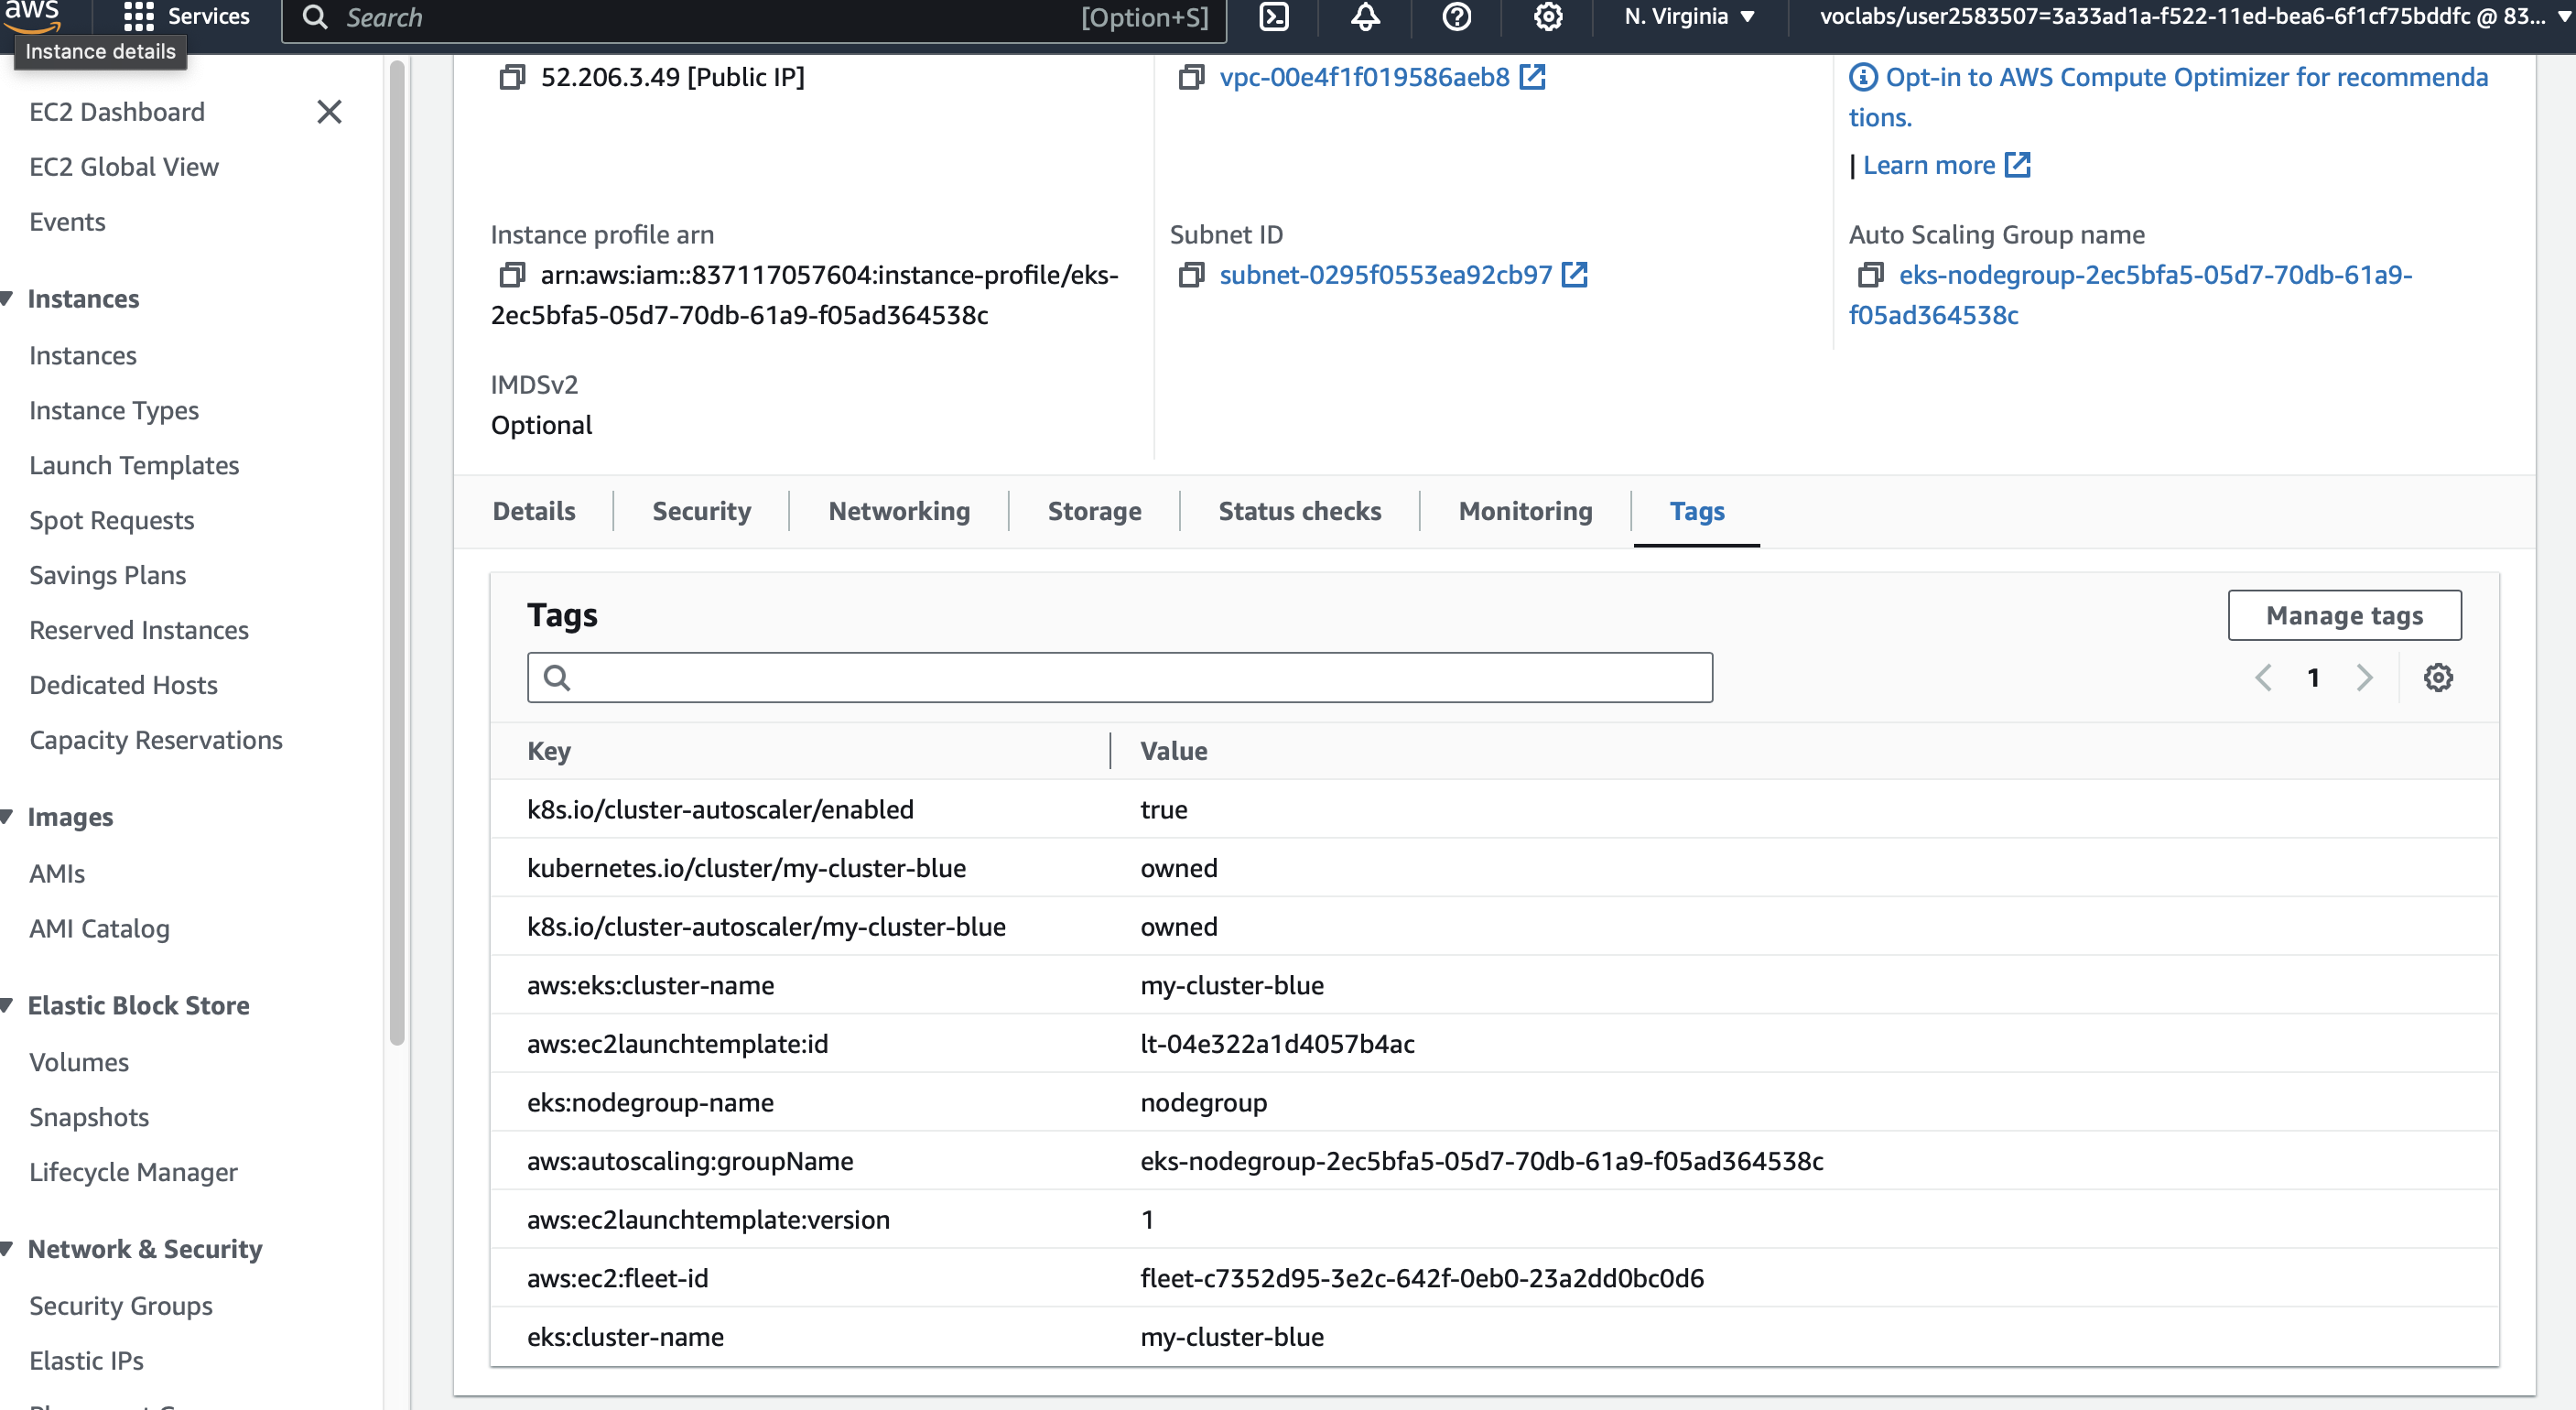 aws
Services
Search
[Option+S]
N. Virginia
voclabs/user2583507=3a33ad1a-f522-11ed-bea6-6f1cf75bddfc @ 83...
Instance details
EC2 Dashboard
EC2 Global View
Events
Instances
Instances
Instance Types
Launch Templates
Spot Requests
Savings Plans
Reserved Instances
Dedicated Hosts
Capacity Reservations
Images
AMIs
AMI Catalog
Elastic Block Store
Volumes
Snapshots
Lifecycle Manager
Network & Security
Security Groups
Elastic IPs
52.206.3.49 [Public IP]
vpc-00e4f1f019586aeb8
Opt-in to AWS Compute Optimizer for recommenda
tions.
| Learn more
Instance profile arn
arn:aws:iam::837117057604:instance-profile/eks-
2ec5bfa5-05d7-70db-61a9-f05ad364538c
Subnet ID
subnet-0295f0553ea92cb97
Auto Scaling Group name
eks-nodegroup-2ec5bfa5-05d7-70db-61a9-
f05ad364538c
IMDSv2
Optional
Details
Security
Networking
Storage
Status checks
Monitoring
Tags
Tags
Manage tags
1
Key Value
k8s.io/cluster-autoscaler/enabled true
kubernetes.io/cluster/my-cluster-blue owned
k8s.io/cluster-autoscaler/my-cluster-blue owned
aws:eks:cluster-name my-cluster-blue
aws:ec2launchtemplate:id lt-04e322a1d4057b4ac
eks:nodegroup-name nodegroup
aws:autoscaling:groupName eks-nodegroup-2ec5bfa5-05d7-70db-61a9-f05ad364538c
aws:ec2launchtemplate:version 1
aws:ec2:fleet-id fleet-c7352d95-3e2c-642f-0eb0-23a2dd0bc0d6
eks:cluster-name my-cluster-blue